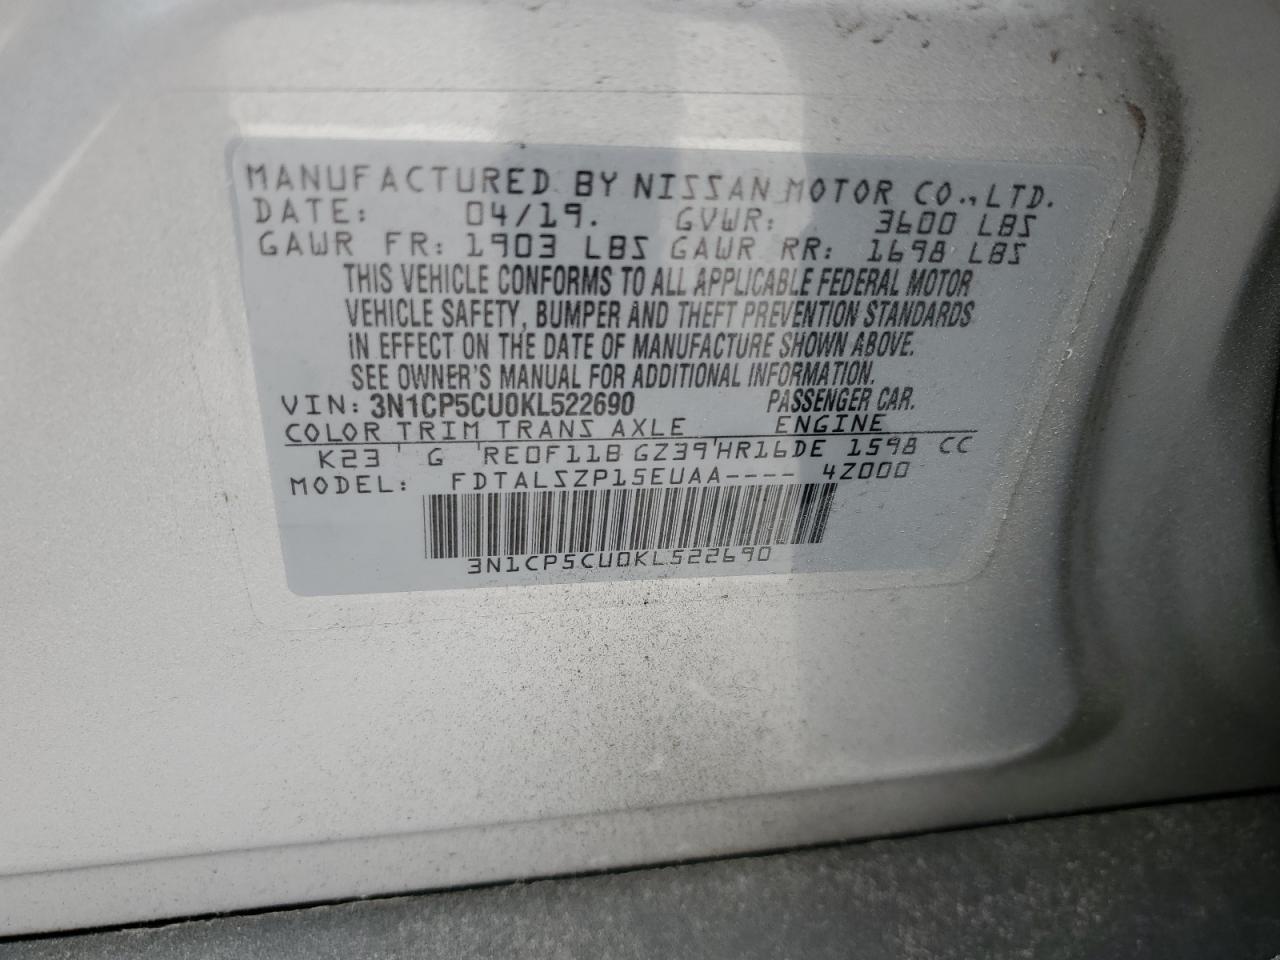 MANUFACTURED BY NISSAN MOTOR CO., LTD.
DATE: 04/19. GVWR: 3600 LBS
GAWR FR: 1903 LBS GAWR RR: 1698 LBS
THIS VEHICLE CONFORMS TO ALL APPLICABLE FEDERAL MOTOR
VEHICLE SAFETY, BUMPER AND THEFT PREVENTION STANDARDS
IN EFFECT ON THE DATE OF MANUFACTURE SHOWN ABOVE.
SEE OWNER'S MANUAL FOR ADDITIONAL INFORMATION.
VIN: 3N1CP5CU0KL522690 PASSENGER CAR.
COLOR TRIM TRANS AXLE ENGINE
K23 G RE0F11B GZ39 HR16DE 1598 CC
MODEL: FDTALSZP15EUAA---- 4Z000
3N1CP5CU0KL522690